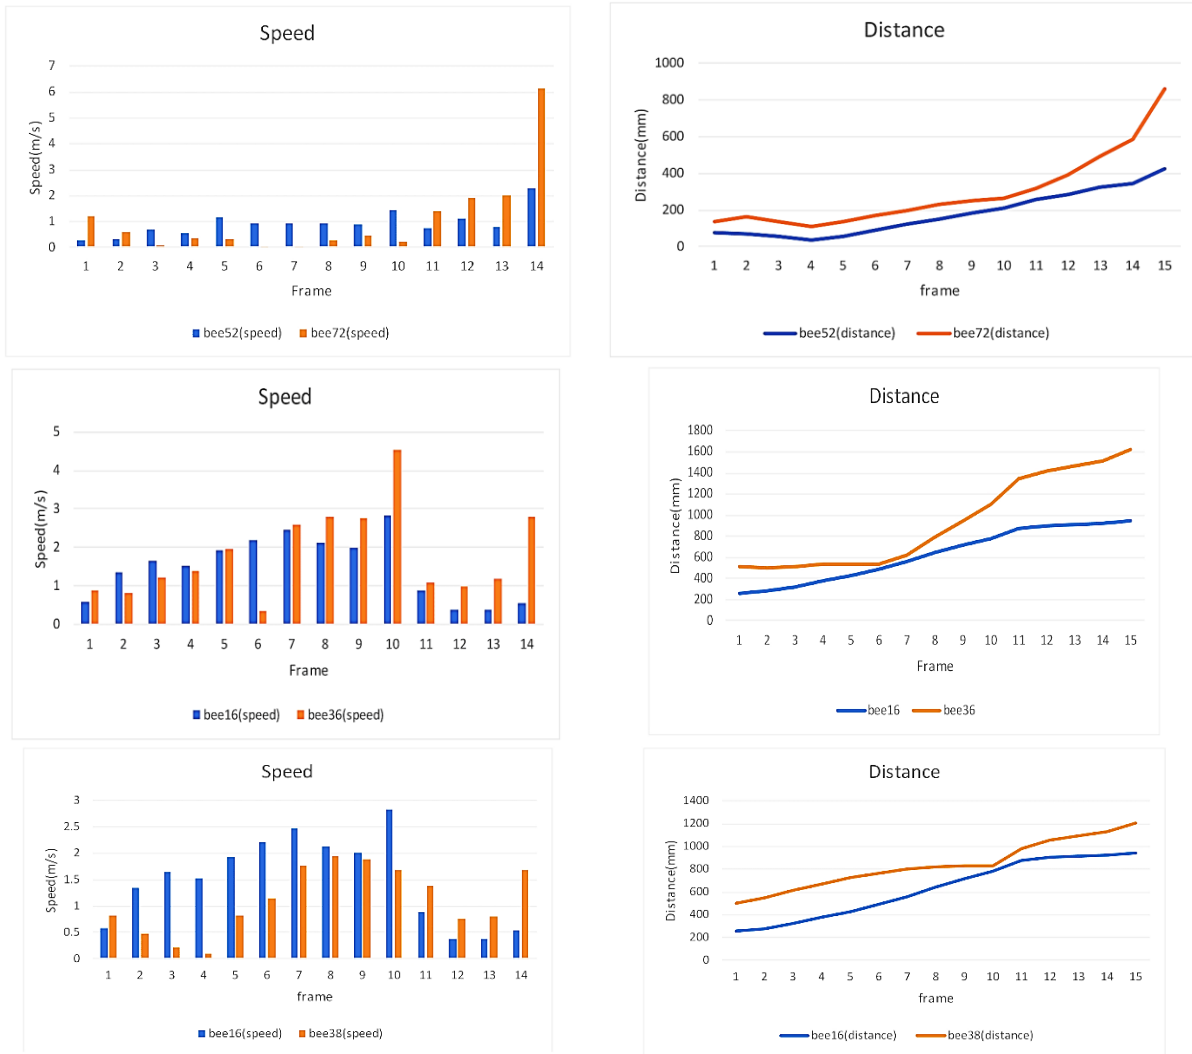 Speed
7
6
5
4
3
2
1
0
Speed(m/s)
1 2 3 4 5 6 7 8 9 10 11 12 13 14
Frame
bee52(speed) bee72(speed)
Distance
1000
800
600
400
200
0
Distance(mm)
1 2 3 4 5 6 7 8 9 10 11 12 13 14 15
frame
bee52(distance) bee72(distance)
Speed
5
4
3
2
1
0
Speed(m/s)
1 2 3 4 5 6 7 8 9 10 11 12 13 14
Frame
bee16(speed) bee36(speed)
Distance
1800
1600
1400
1200
1000
800
600
400
200
0
Distance(mm)
1 2 3 4 5 6 7 8 9 10 11 12 13 14 15
Frame
bee16 bee36
Speed
3
2.5
2
1.5
1
0.5
0
Speed(m/s)
1 2 3 4 5 6 7 8 9 10 11 12 13 14
frame
bee16(speed) bee38(speed)
Distance
1400
1200
1000
800
600
400
200
0
Distance(mm)
1 2 3 4 5 6 7 8 9 10 11 12 13 14 15
frame
bee16(distance) bee38(distance)